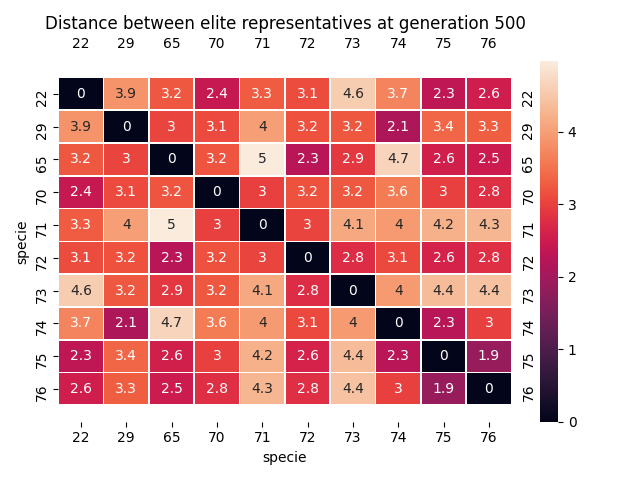 Distance between elite representatives at generation 500
22 29 65 70 71 72 73 74 75 76
22 0 3.9 3.2 2.4 3.3 3.1 4.6 3.7 2.3 2.6 22
29 3.9 0 3 3.1 4 3.2 3.2 2.1 3.4 3.3 29
65 3.2 3 0 3.2 5 2.3 2.9 4.7 2.6 2.5 65
70 2.4 3.1 3.2 0 3 3.2 3.2 3.6 3 2.8 70
71 3.3 4 5 3 0 3 4.1 4 4.2 4.3 71
72 3.1 3.2 2.3 3.2 3 0 2.8 3.1 2.6 2.8 72
73 4.6 3.2 2.9 3.2 4.1 2.8 0 4 4.4 4.4 73
74 3.7 2.1 4.7 3.6 4 3.1 4 0 2.3 3 74
75 2.3 3.4 2.6 3 4.2 2.6 4.4 2.3 0 1.9 75
76 2.6 3.3 2.5 2.8 4.3 2.8 4.4 3 1.9 0 76
22 29 65 70 71 72 73 74 75 76
specie
specie
4
3
2
1
0